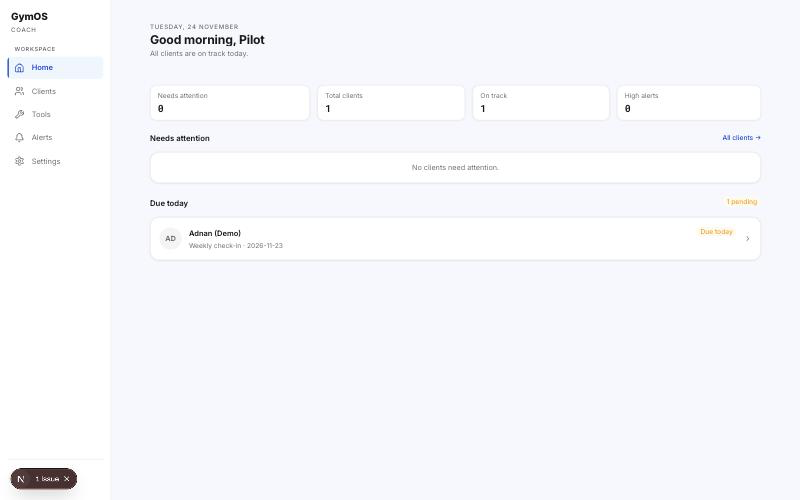 GymOS
COACH
WORKSPACE
Home
Clients
Tools
Alerts
Settings
N 1 Issue
TUESDAY, 24 NOVEMBER
Good morning, Pilot
All clients are on track today.
Needs attention
0
Total clients
1
On track
1
High alerts
0
Needs attention
All clients →
No clients need attention.
Due today
1 pending
AD
Adnan (Demo)
Weekly check-in · 2026-11-23
Due today